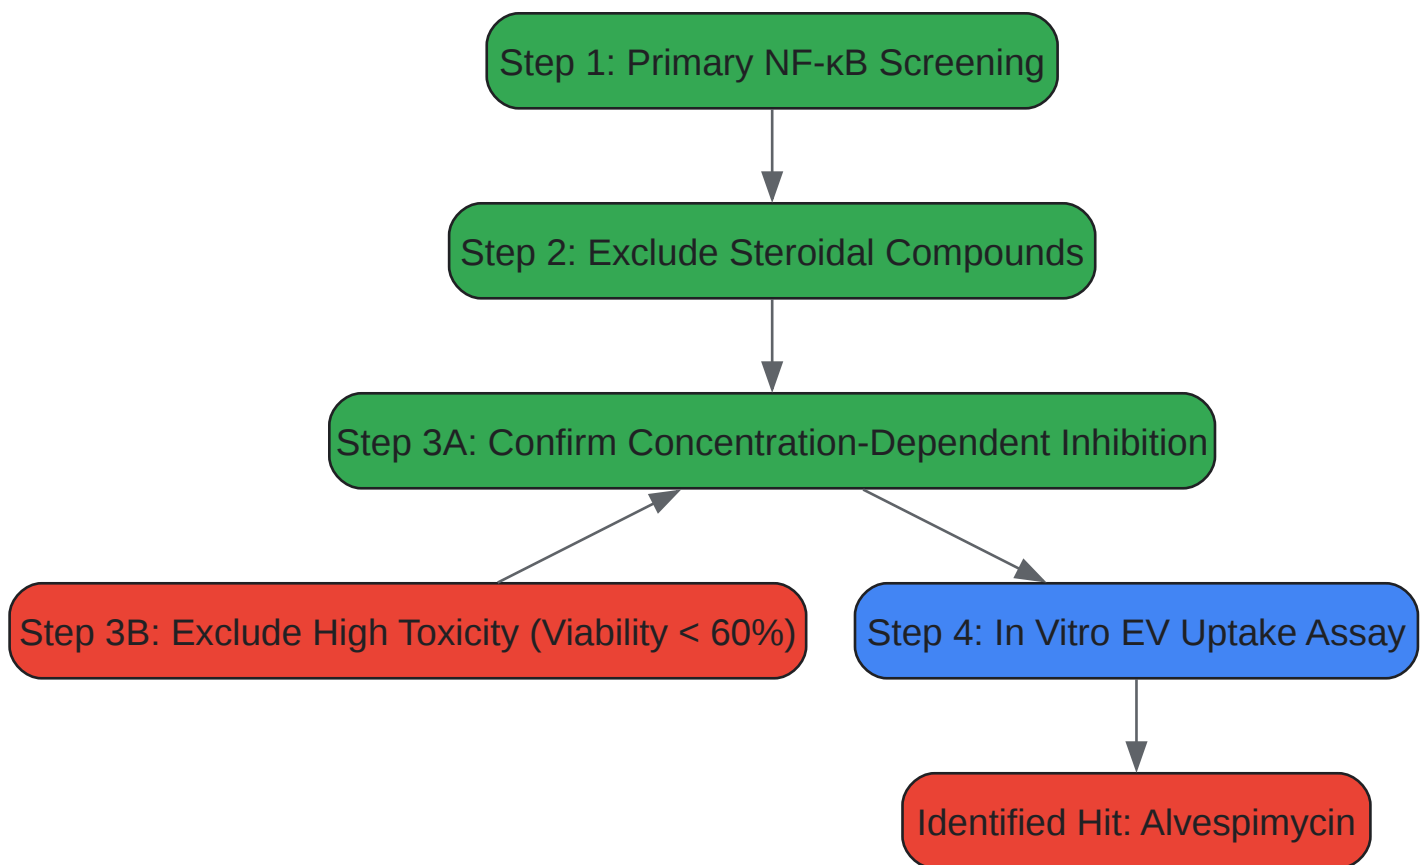 Step 1: Primary NF-κB Screening
Step 2: Exclude Steroidal Compounds
Step 3A: Confirm Concentration-Dependent Inhibition
Step 3B: Exclude High Toxicity (Viability < 60%)
Step 4: In Vitro EV Uptake Assay
Identified Hit: Alvespimycin